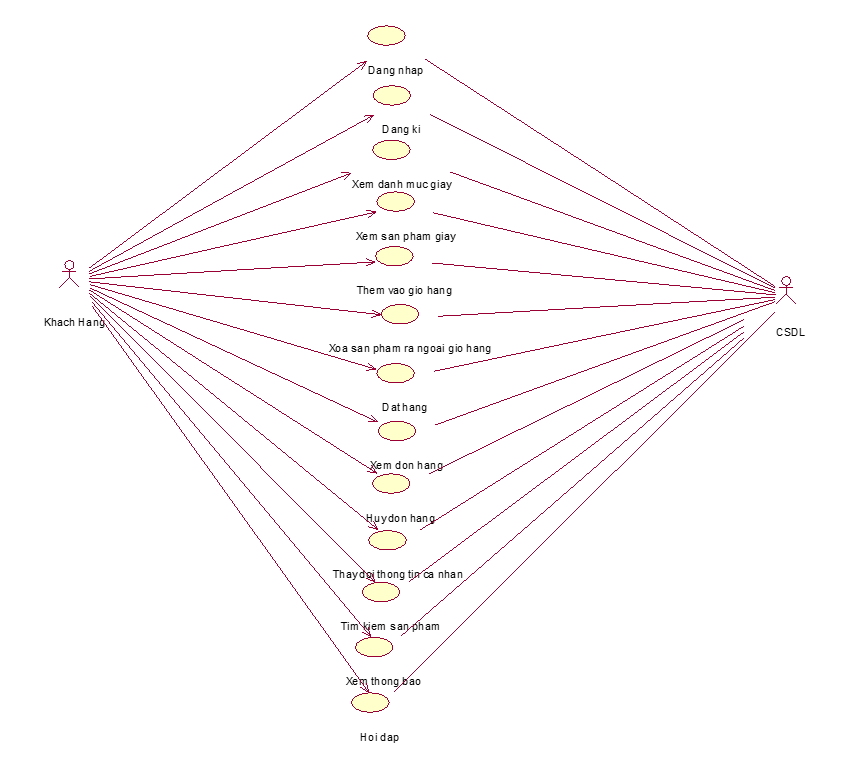 Dang nhap
Dang ki
Xem danh muc giay
Xem san pham giay
Them vao gio hang
Khach Hang
CSDL
Xoa san pham ra ngoai gio hang
Dat hang
Xem don hang
Huy don hang
Thay doi thong tin ca nhan
Tim kiem san pham
Xem thong bao
Hoi dap